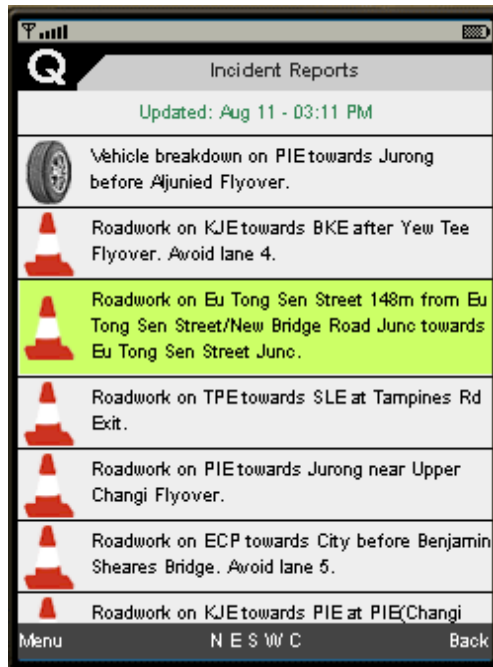 Q
Incident Reports
Updated: Aug 11 - 03:11 PM
Vehicle breakdown on PIE towards Jurong
before Aljunied Flyover.
Roadwork on KJE towards BKE after Yew Tee
Flyover. Avoid lane 4.
Roadwork on Eu Tong Sen Street 148m from Eu
Tong Sen Street/New Bridge Road Junc towards
Eu Tong Sen Street Junc.
Roadwork on TPE towards SLE at Tampines Rd
Exit.
Roadwork on PIE towards Jurong near Upper
Changi Flyover.
Roadwork on ECP towards City before Benjamin
Sheares Bridge. Avoid lane 5.
Roadwork on KJE towards PIE at PIE(Changi
Menu N E S W C Back